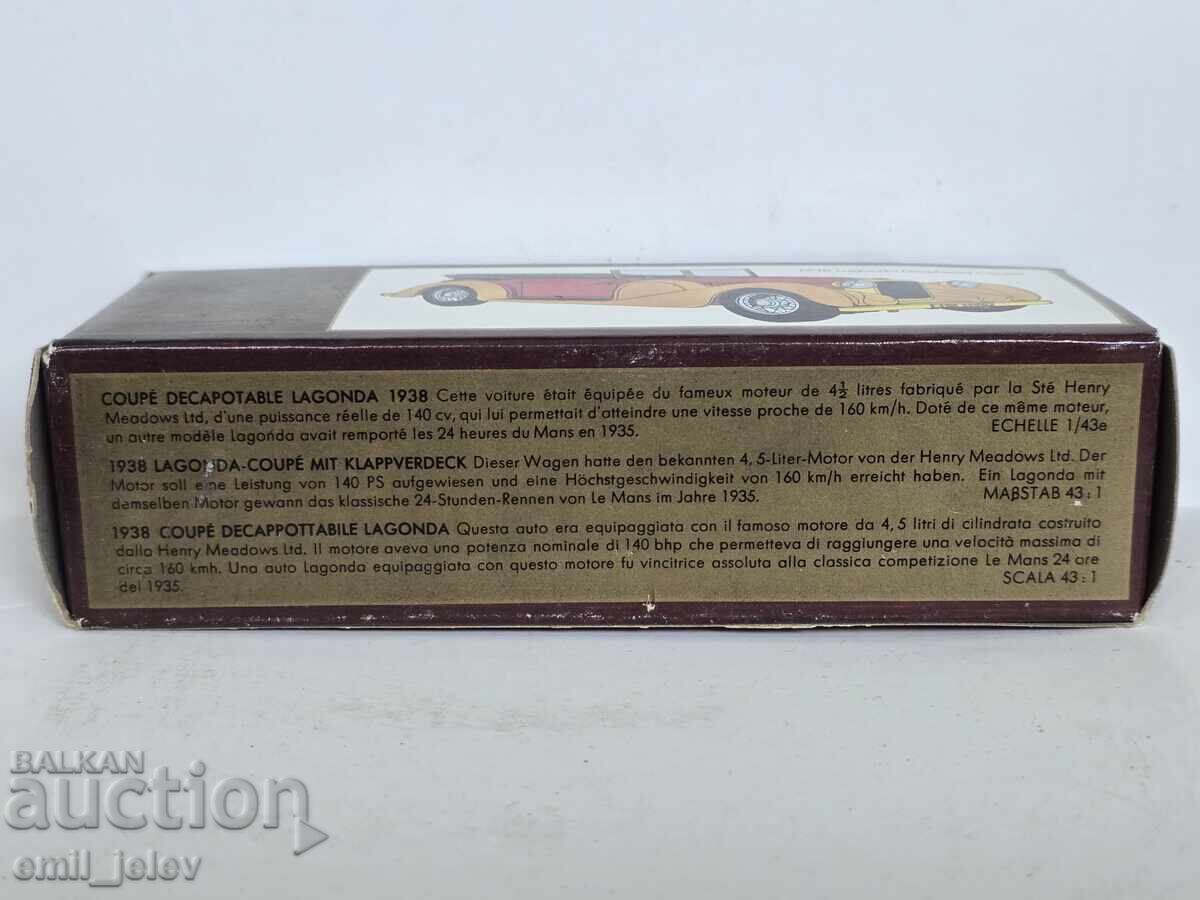 COUPÉ DECAPOTABLE LAGONDA 1938 Cette voiture était équipée du fameux moteur de 4½ litres fabriqué par la Sté Henry
Meadows Ltd, d'une puissance réelle de 140 cv, qui lui permettait d'atteindre une vitesse proche de 160 km/h. Doté de ce même moteur,
un autre modèle Lagonda avait remporté les 24 heures du Mans en 1935. ECHELLE 1/43e
1938 LAGONDA-COUPÉ MIT KLAPPVERDECK Dieser Wagen hatte den bekannten 4,5-Liter-Motor von der Henry Meadows Ltd. Der
Motor soll eine Leistung von 140 PS aufgewiesen und eine Höchstgeschwindigkeit von 160 km/h erreicht haben. Ein Lagonda mit
demselben Motor gewann das klassische 24-Stunden-Rennen von Le Mans im Jahre 1935. MAßSTAB 43:1
1938 COUPÉ DECAPPOTTABILE LAGONDA Questa auto era equipaggiata con il famoso motore da 4,5 litri di cilindrata costruito
dalla Henry Meadows Ltd. Il motore aveva una potenza nominale di 140 bhp che permetteva di raggiungere una velocità massima di
circa 160 kmh. Una auto Lagonda equipaggiata con questo motore fu vincitrice assoluta alla classica competizione Le Mans 24 ore
del 1935. SCALA 43:1
BALKAN
auction
emil_jelev